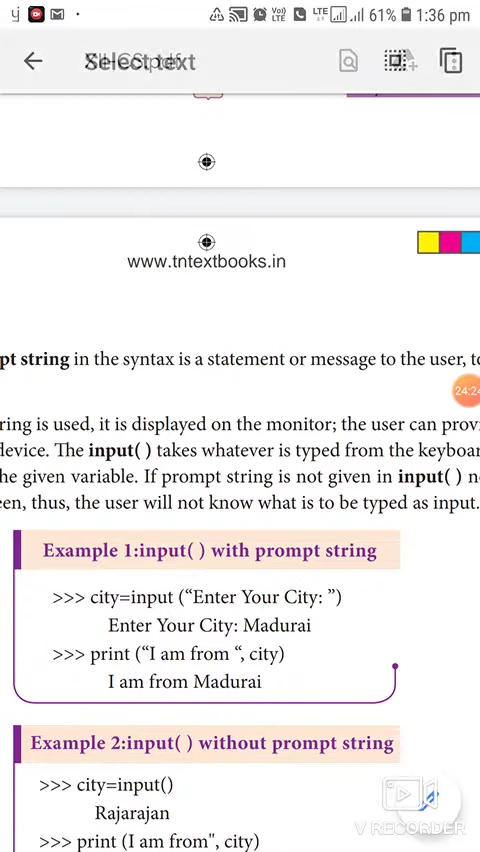 61% 1:36 pm
Select text
www.tntextbooks.in
pt string in the syntax is a statement or message to the user, to
ring is used, it is displayed on the monitor; the user can provi
device. The input( ) takes whatever is typed from the keyboar
he given variable. If prompt string is not given in input( ) n
een, thus, the user will not know what is to be typed as input.
24:24
Example 1:input( ) with prompt string
>>> city=input (“Enter Your City: ”)
Enter Your City: Madurai
>>> print (“I am from “, city)
I am from Madurai
Example 2:input( ) without prompt string
>>> city=input()
Rajarajan
>>> print (I am from", city)
V RECORDER